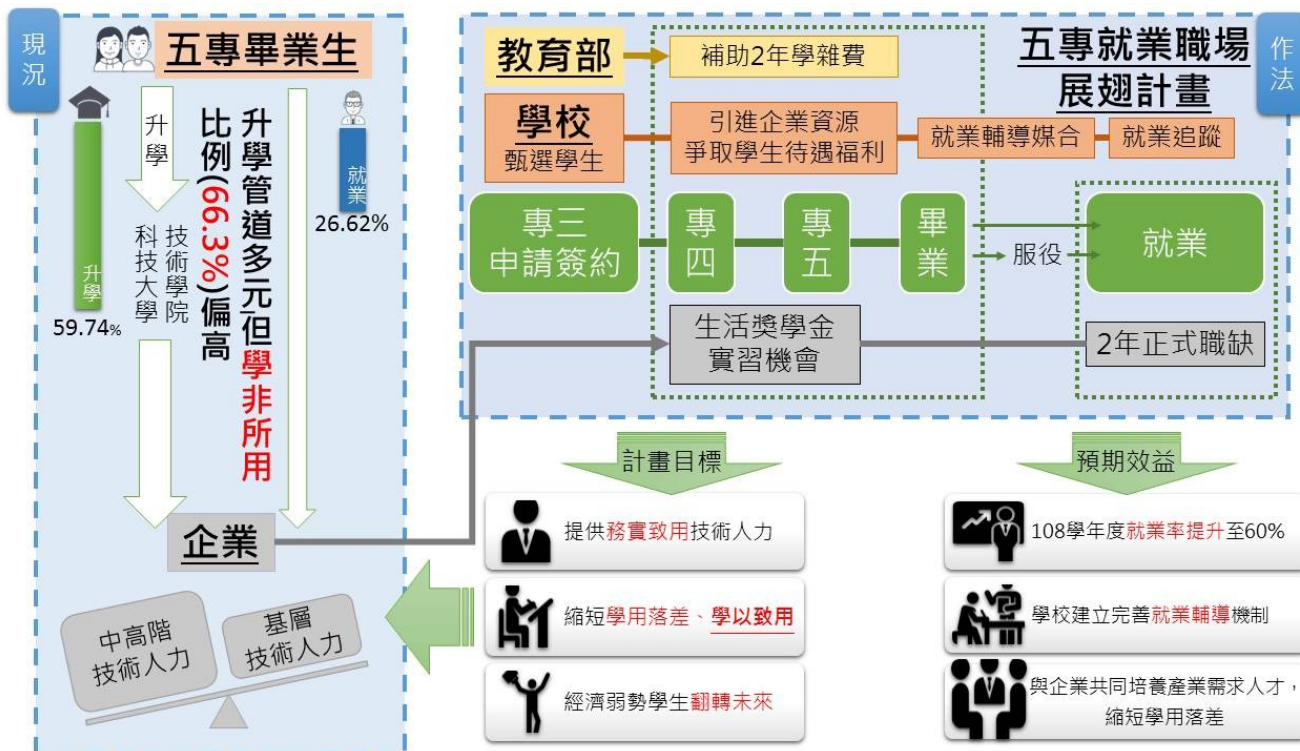 現況
五專畢業生
升學
升學
59.74%
技術學院
科技大學
升學管道多元但學非所用
比例(66.3%)偏高
就業
26.62%
企業
中高階
技術人力
基層
技術人力
作法
五專就業職場
展翅計畫
教育部
補助2年學雜費
學校
甄選學生
引進企業資源
爭取學生待遇福利
就業輔導媒合
就業追蹤
專三
申請簽約
專四
專五
畢業
服役
就業
生活獎學金
實習機會
2年正式職缺
計畫目標
提供務實致用技術人力
縮短學用落差、學以致用
經濟弱勢學生翻轉未來
預期效益
108學年度就業率提升至60%
學校建立完善就業輔導機制
與企業共同培養產業需求人才，
縮短學用落差